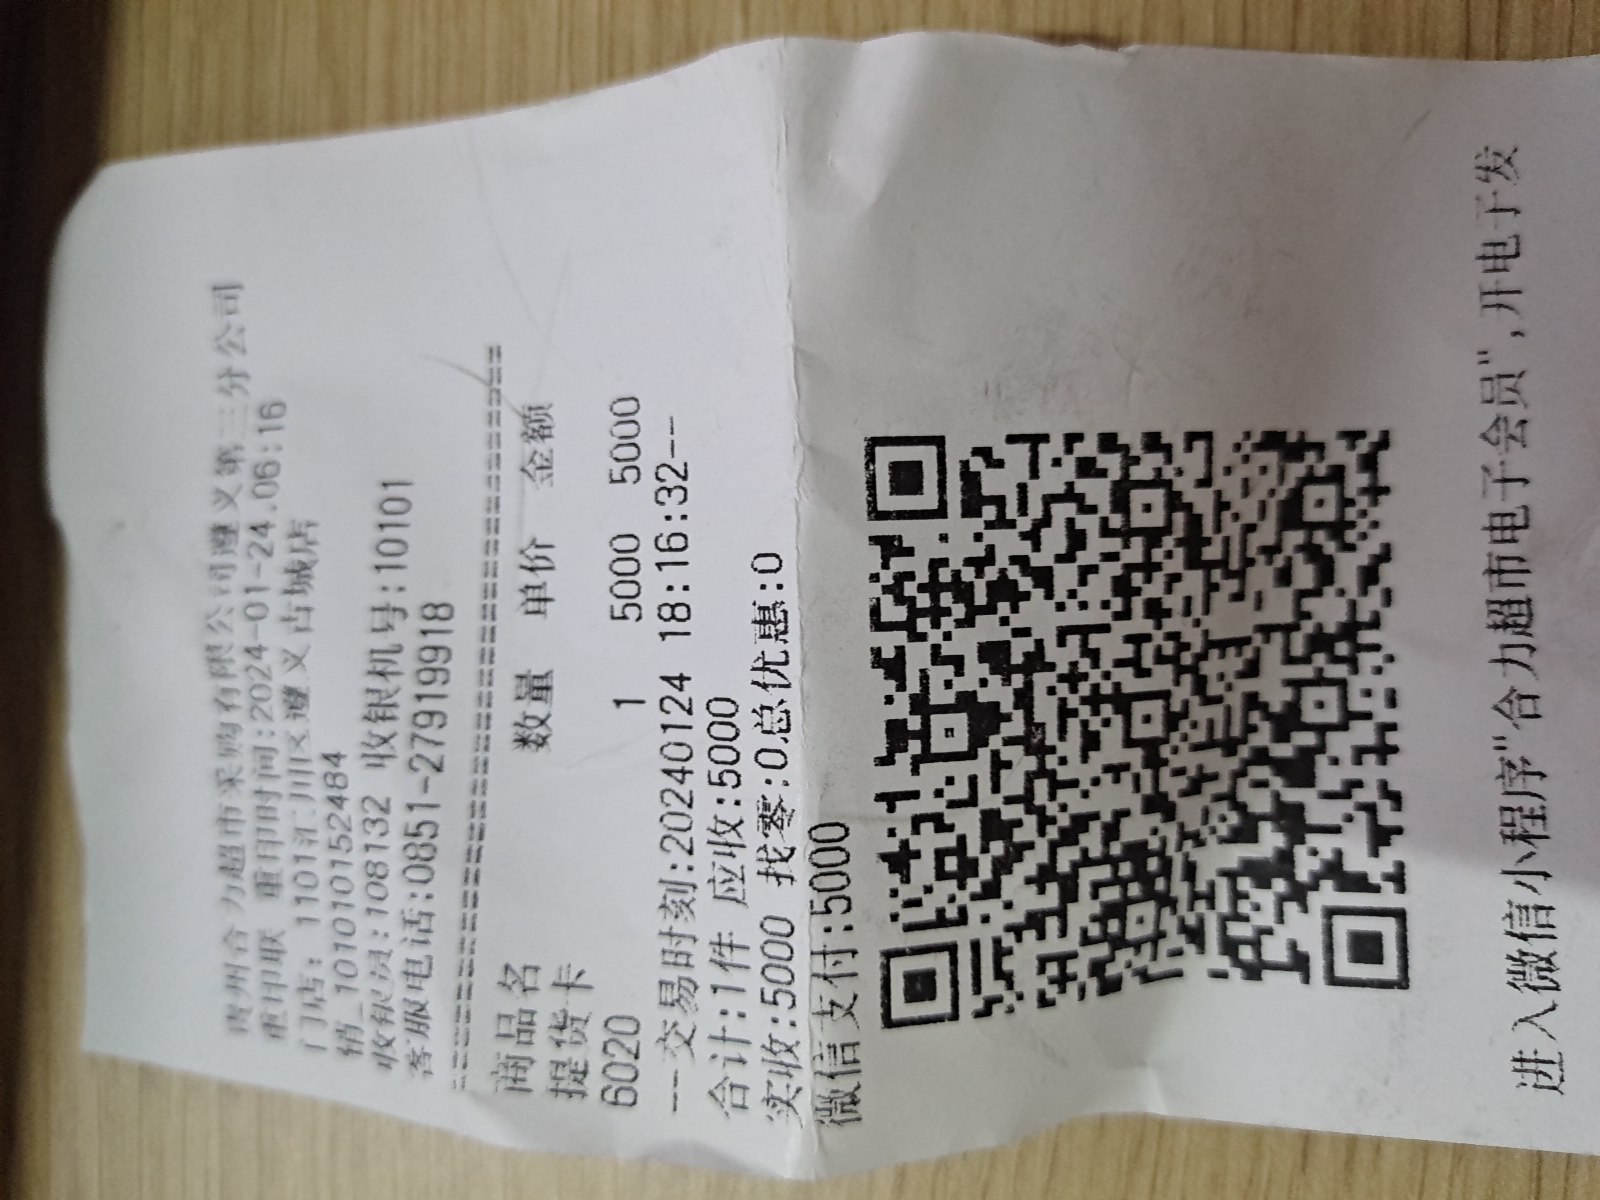 贵州合力超市采购有限公司遵义第三分公司
重印联 重印时间:2024-01-24.06:16
门店: 1101汇川区遵义古城店
销_1010101152484
收银员:108132 收银机号:10101
客服电话:0851-27919918
商品名 数量 单价 金额
提货卡
6020 1 5000 5000
---交易时刻:20240124 18:16:32--
合计:1件 应收:5000
实收:5000 找零:0总优惠:0
微信支付:5000
进入微信小程序"合力超市电子会员",开电子发